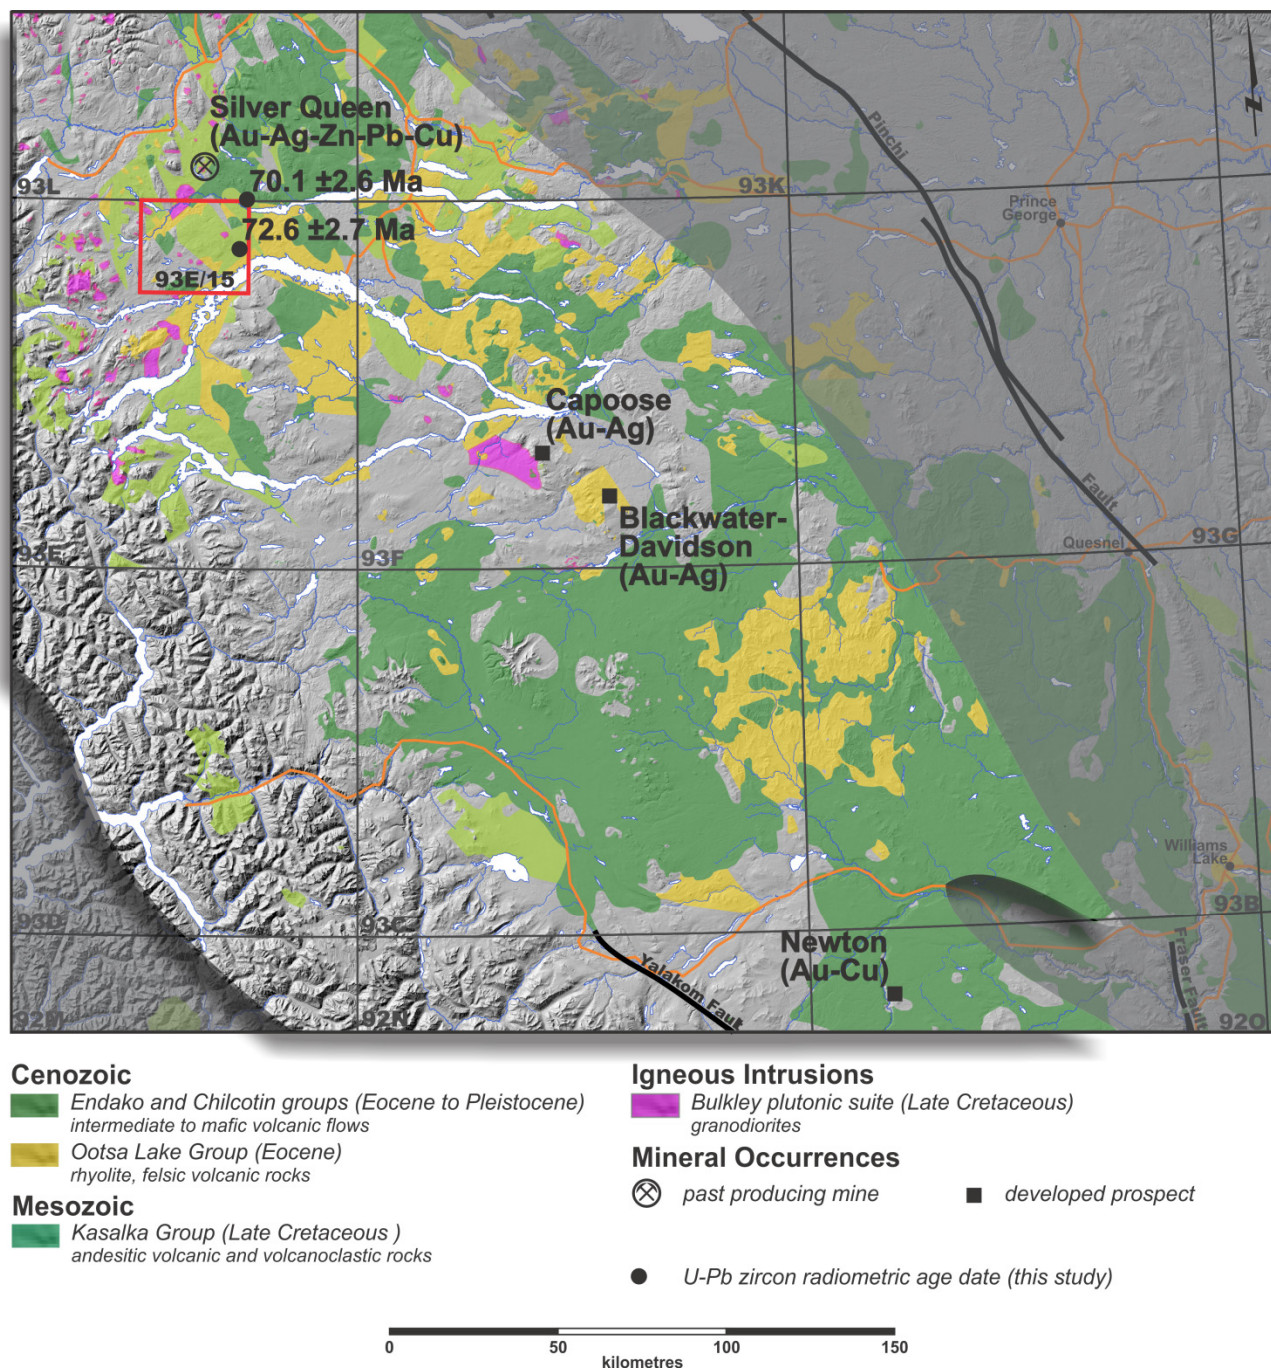 Silver Queen
(Au-Ag-Zn-Pb-Cu)
Pinchi
93L
70.1 ±2.6 Ma
93K
Prince
George
72.6 ±2.7 Ma
93E/15
Capoose
(Au-Ag)
Fault
Blackwater-
Davidson
(Au-Ag)
93E
93F
Quesnel
93G
Williams
Lake
93D
93C
93B
Newton
(Au-Cu)
Yalakom Fault
Fraser Fault
92N
92O
Cenozoic
Endako and Chilcotin groups (Eocene to Pleistocene)
intermediate to mafic volcanic flows
Ootsa Lake Group (Eocene)
rhyolite, felsic volcanic rocks
Mesozoic
Kasalka Group (Late Cretaceous )
andesitic volcanic and volcanoclastic rocks
Igneous Intrusions
Bulkley plutonic suite (Late Cretaceous)
granodiorites
Mineral Occurrences
past producing mine
developed prospect
U-Pb zircon radiometric age date (this study)
0 50 100 150
kilometres